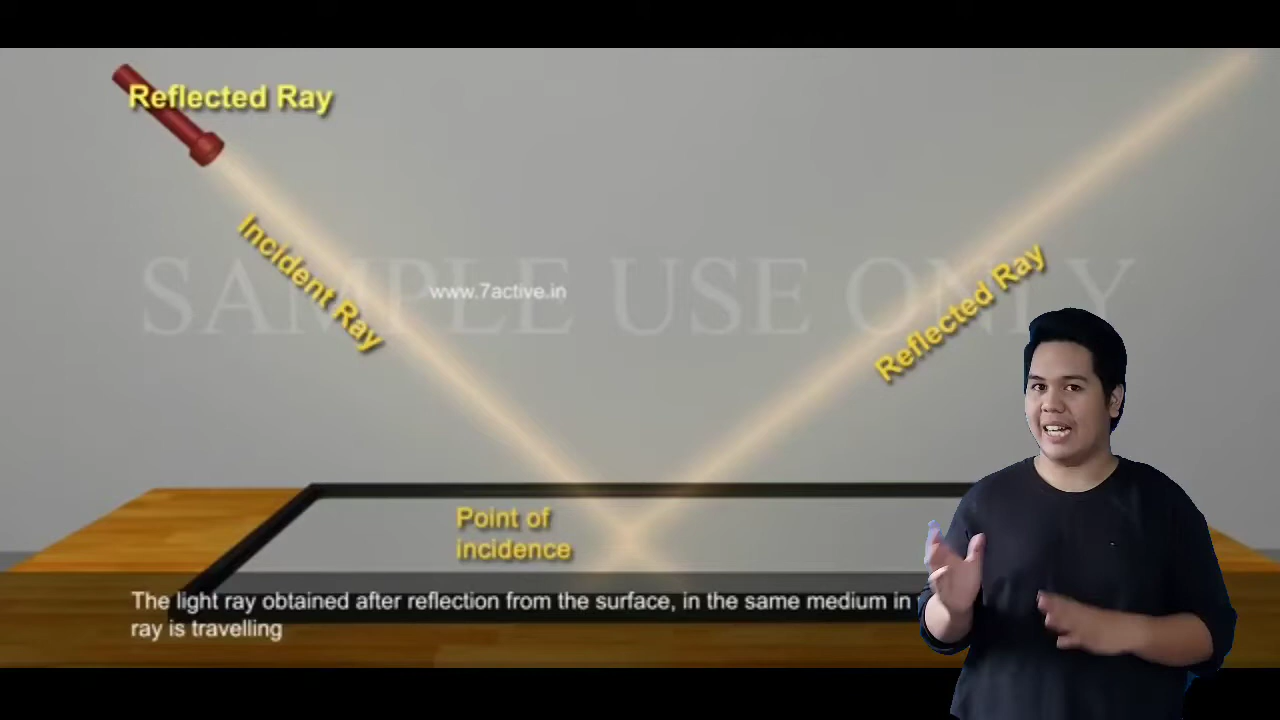 Reflected Ray
Incident Ray
SAMPLE USE ONLY
www.7active.in
Reflected Ray
Point of
incidence
The light ray obtained after reflection from the surface, in the same medium in
ray is travelling